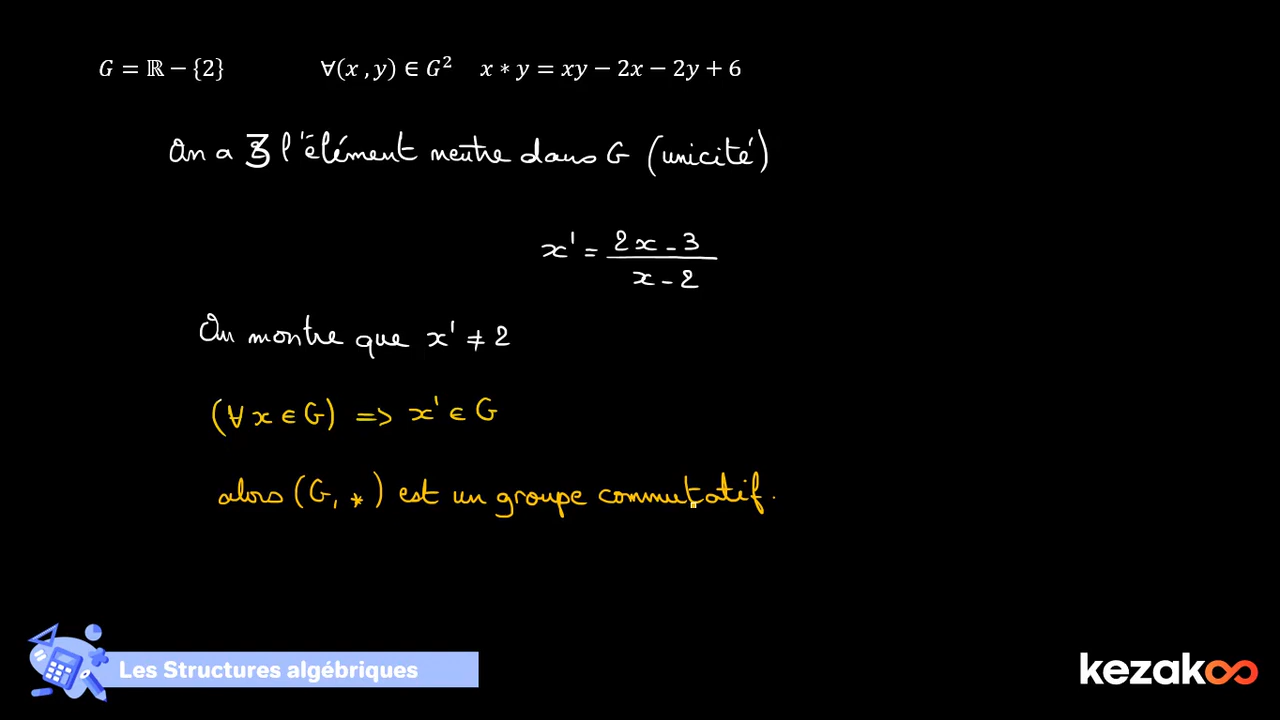 G = ℝ − {2} ∀(x , y) ∈ G² x ∗ y = xy − 2x − 2y + 6
On a 3 l'élément neutre dans G (unicité)
x' = (2x - 3)/(x - 2)
On montre que x' ≠ 2
(∀ x ∈ G) => x' ∈ G
alors (G, *) est un groupe commutatif.
Les Structures algébriques
kezakoo